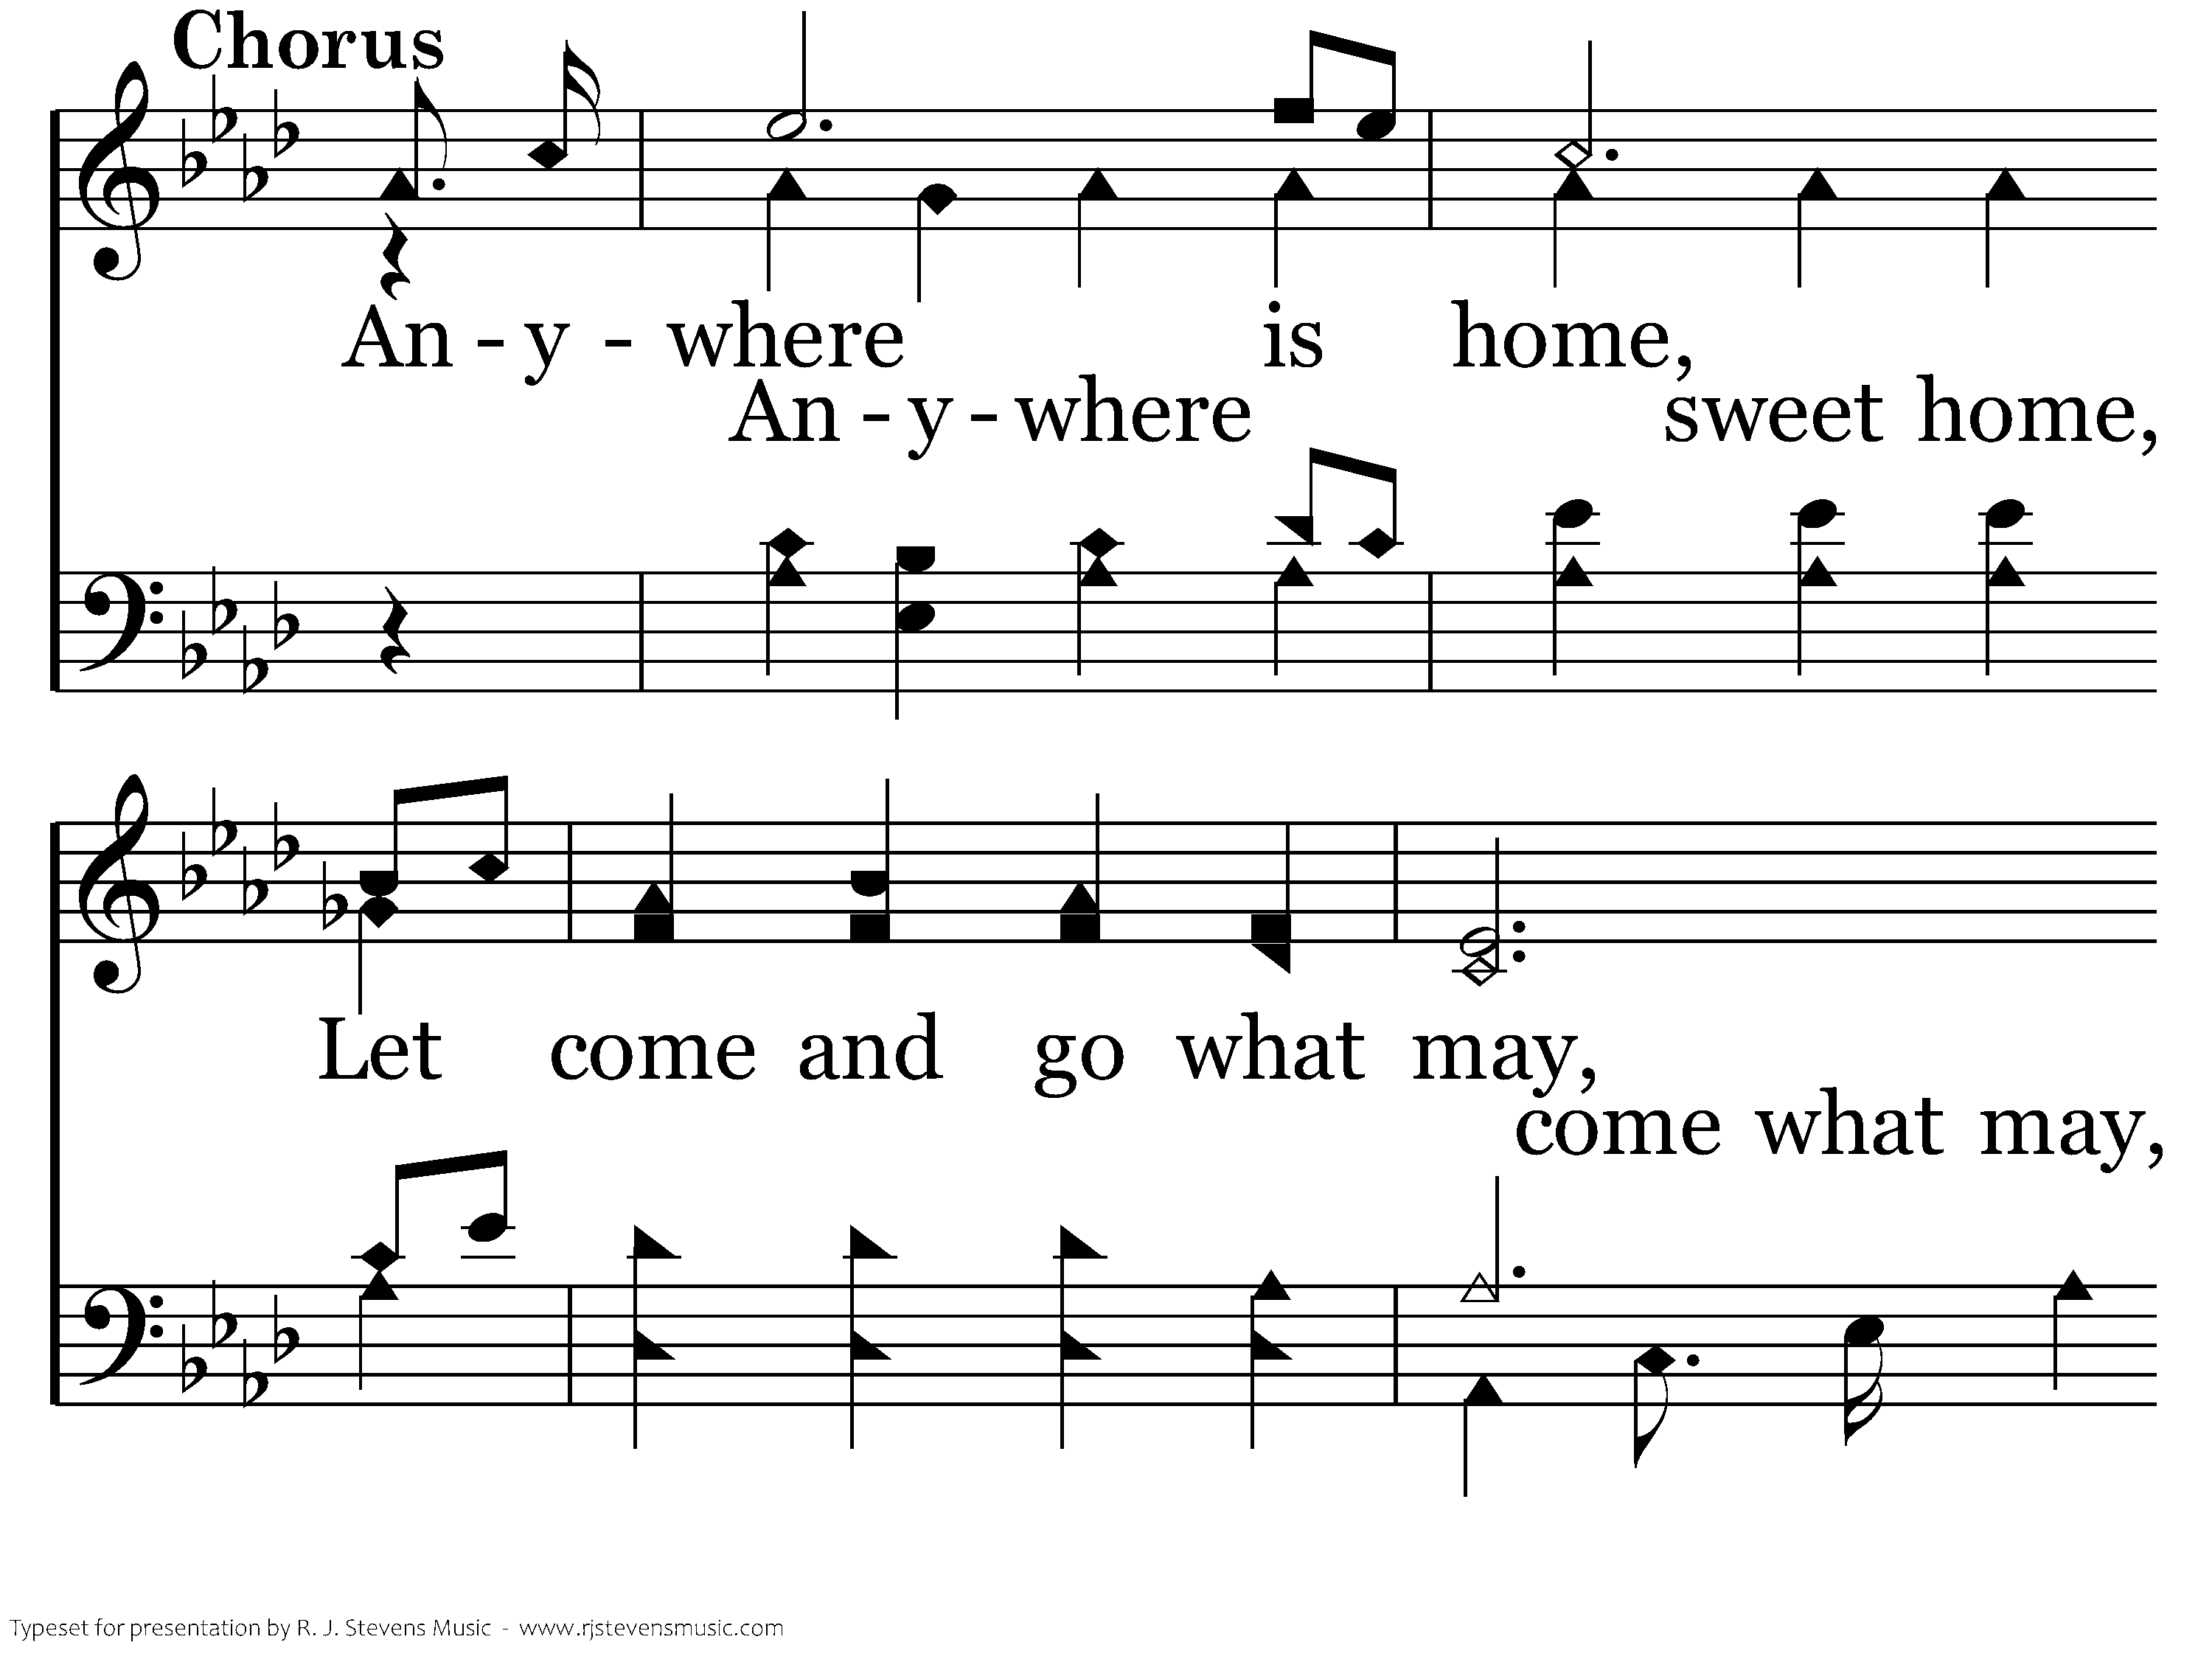 Chorus
An - y - where is home,
An - y - where sweet home,
Let come and go what may,
come what may,
Typeset for presentation by R. J. Stevens Music - www.rjstevensmusic.com